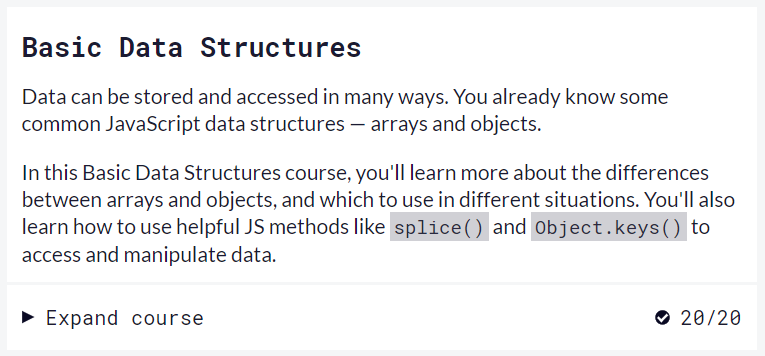 Basic Data Structures
Data can be stored and accessed in many ways. You already know some
common JavaScript data structures — arrays and objects.
In this Basic Data Structures course, you'll learn more about the differences
between arrays and objects, and which to use in different situations. You'll also
learn how to use helpful JS methods like splice() and Object.keys() to
access and manipulate data.
Expand course 20/20